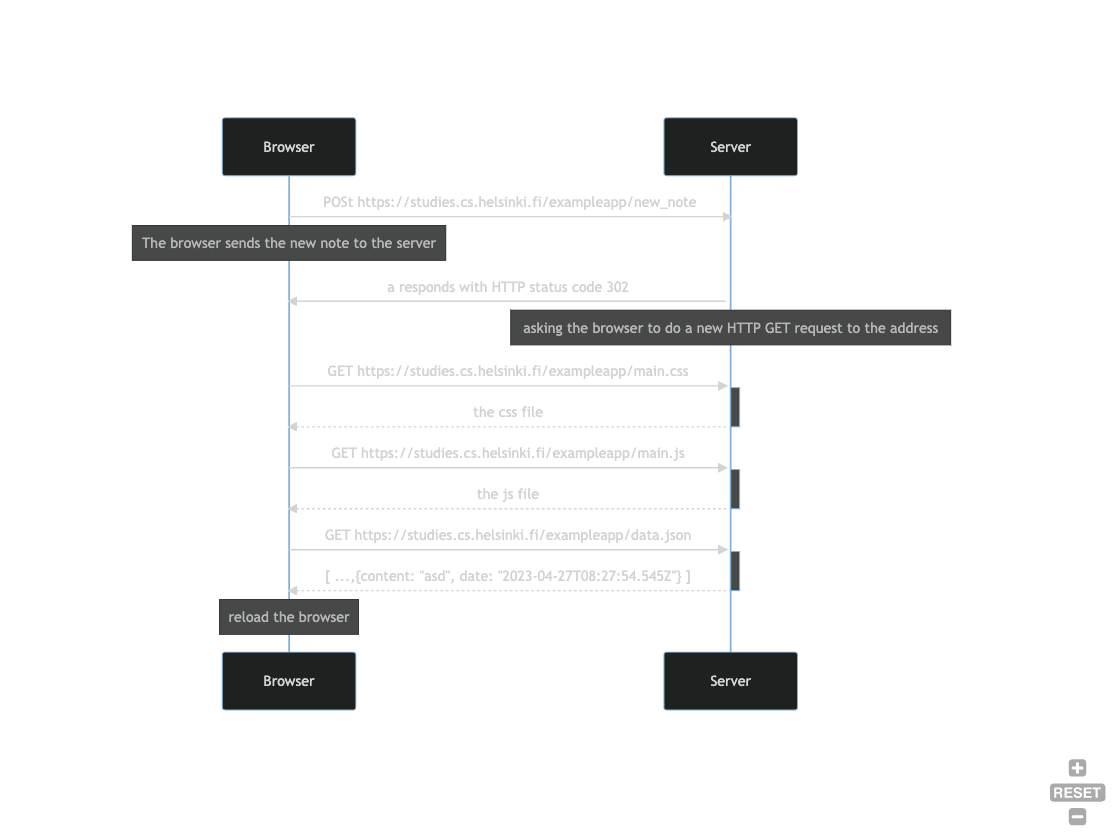 Browser
Server
POSt https://studies.cs.helsinki.fi/exampleapp/new_note
The browser sends the new note to the server
a responds with HTTP status code 302
asking the browser to do a new HTTP GET request to the address
GET https://studies.cs.helsinki.fi/exampleapp/main.css
the css file
GET https://studies.cs.helsinki.fi/exampleapp/main.js
the js file
GET https://studies.cs.helsinki.fi/exampleapp/data.json
[ ...,{content: "asd", date: "2023-04-27T08:27:54.545Z"} ]
reload the browser
Browser
Server
RESET